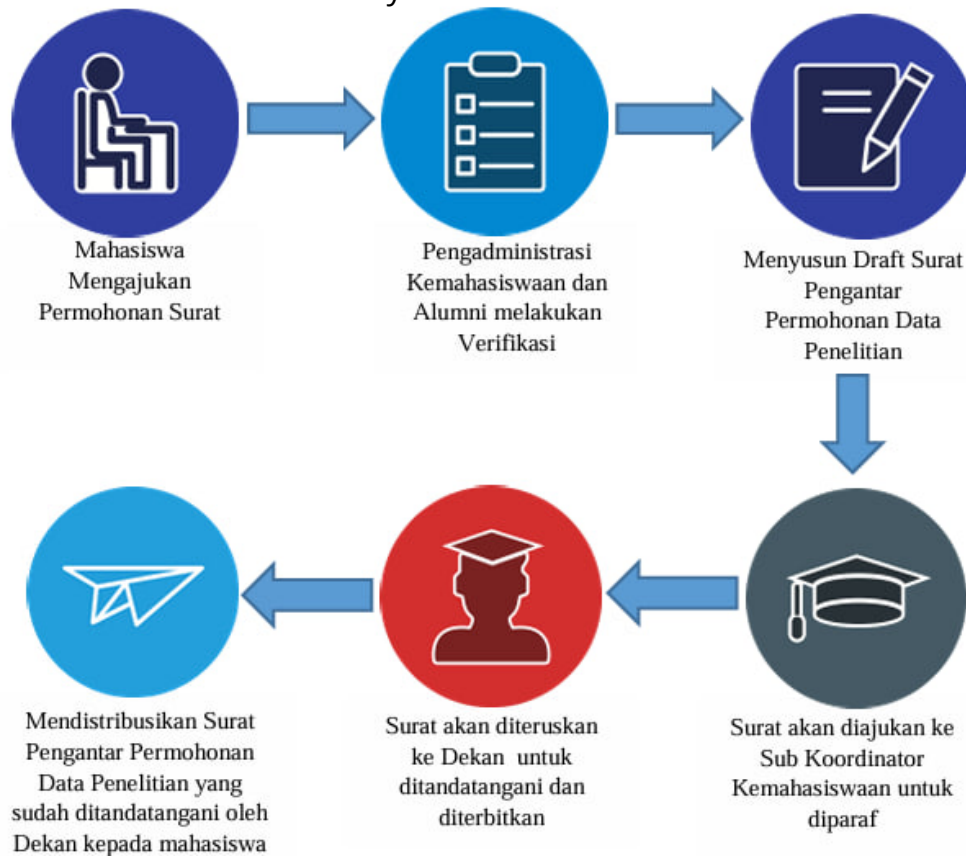 Mahasiswa
Mengajukan
Permohonan Surat
Pengadministrasi
Kemahasiswaan dan
Alumni melakukan
Verifikasi
Menyusun Draft Surat
Pengantar
Permohonan Data
Penelitian
Surat akan diajukan ke
Sub Koordinator
Kemahasiswaan untuk
diparaf
Surat akan diteruskan
ke Dekan untuk
ditandatangani dan
diterbitkan
Mendistribusikan Surat
Pengantar Permohonan
Data Penelitian yang
sudah ditandatangani oleh
Dekan kepada mahasiswa